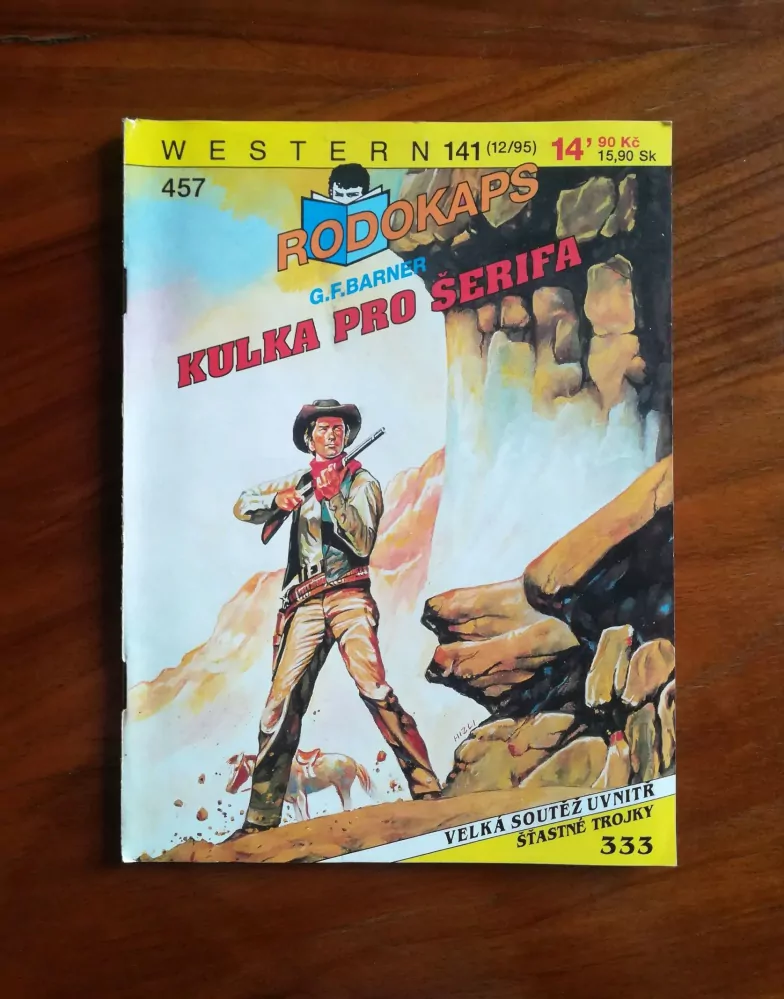 WESTERN 141 (12/95) 14' 90 Kč
15,90 Sk
457
RODOKAPS
G.F.BARNER
KULKA PRO ŠERIFA
HIZLI
VELKÁ SOUTĚŽ UVNITŘ
ŠŤASTNÉ TROJKY
333